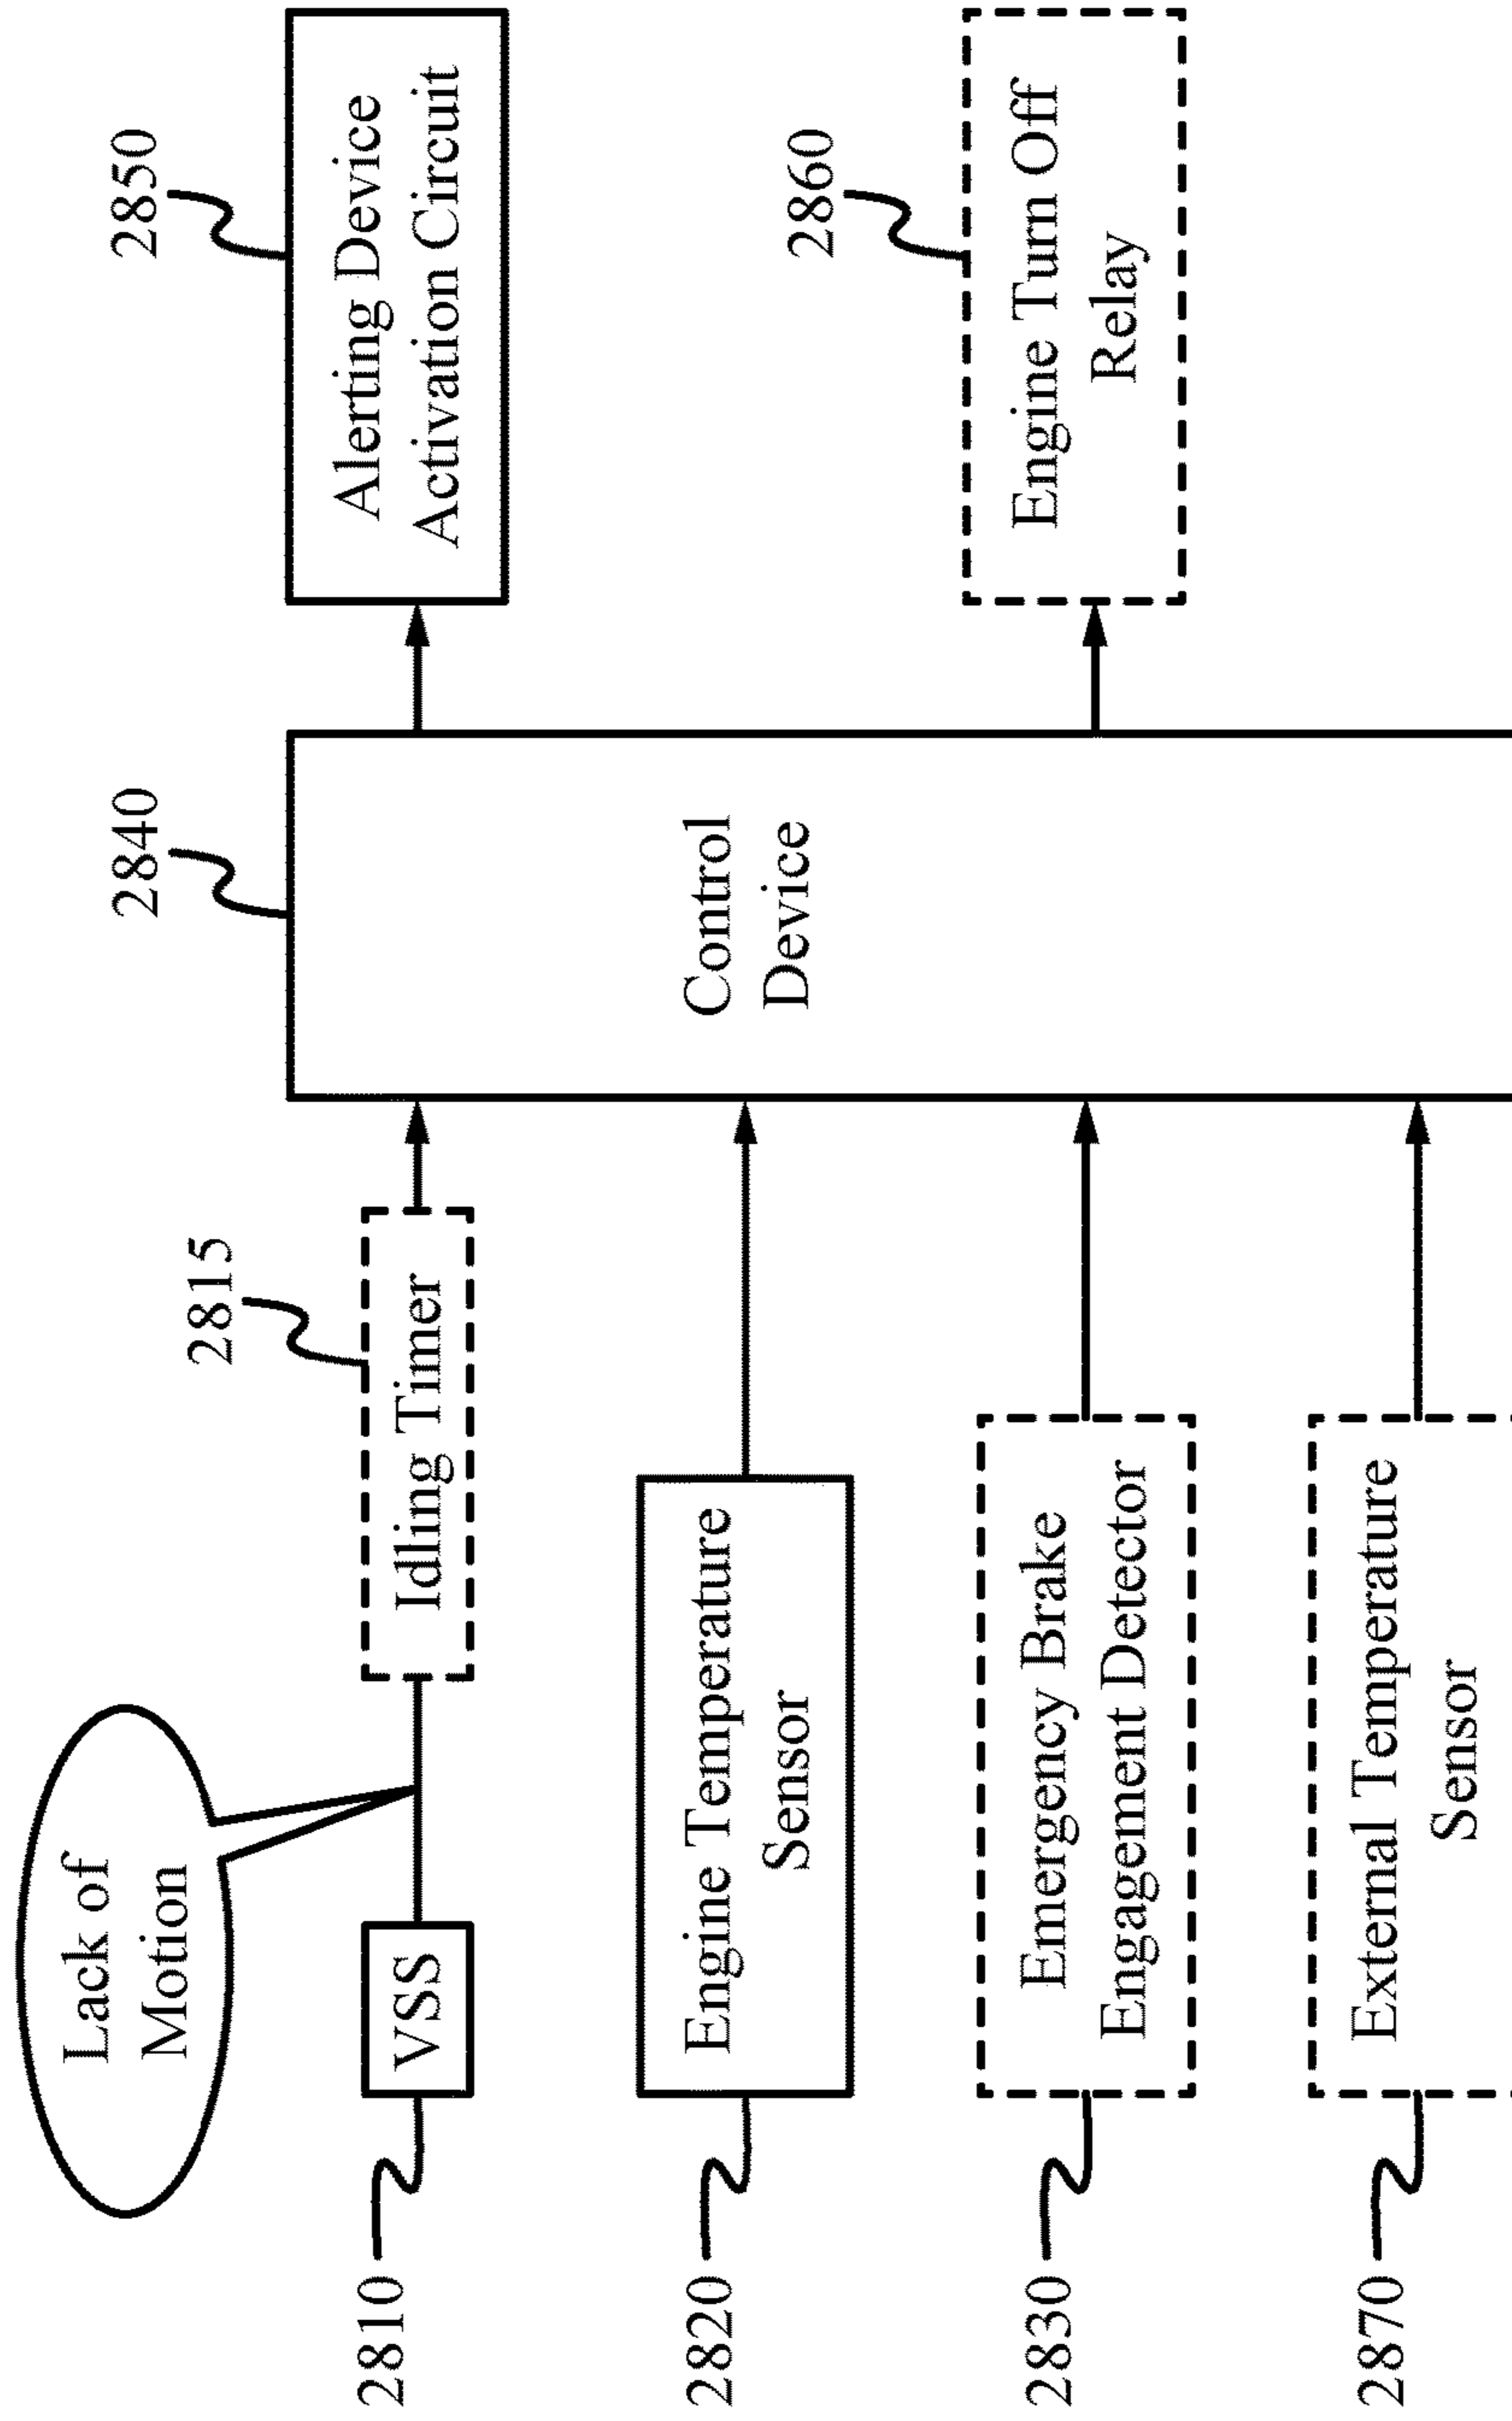 Lack of
Motion
2810
VSS
2815
Idling Timer
2840
Control
Device
2850
Alerting Device
Activation Circuit
2820
Engine Temperature
Sensor
2830
Emergency Brake
Engagement Detector
2860
Engine Turn Off
Relay
2870
External Temperature
Sensor